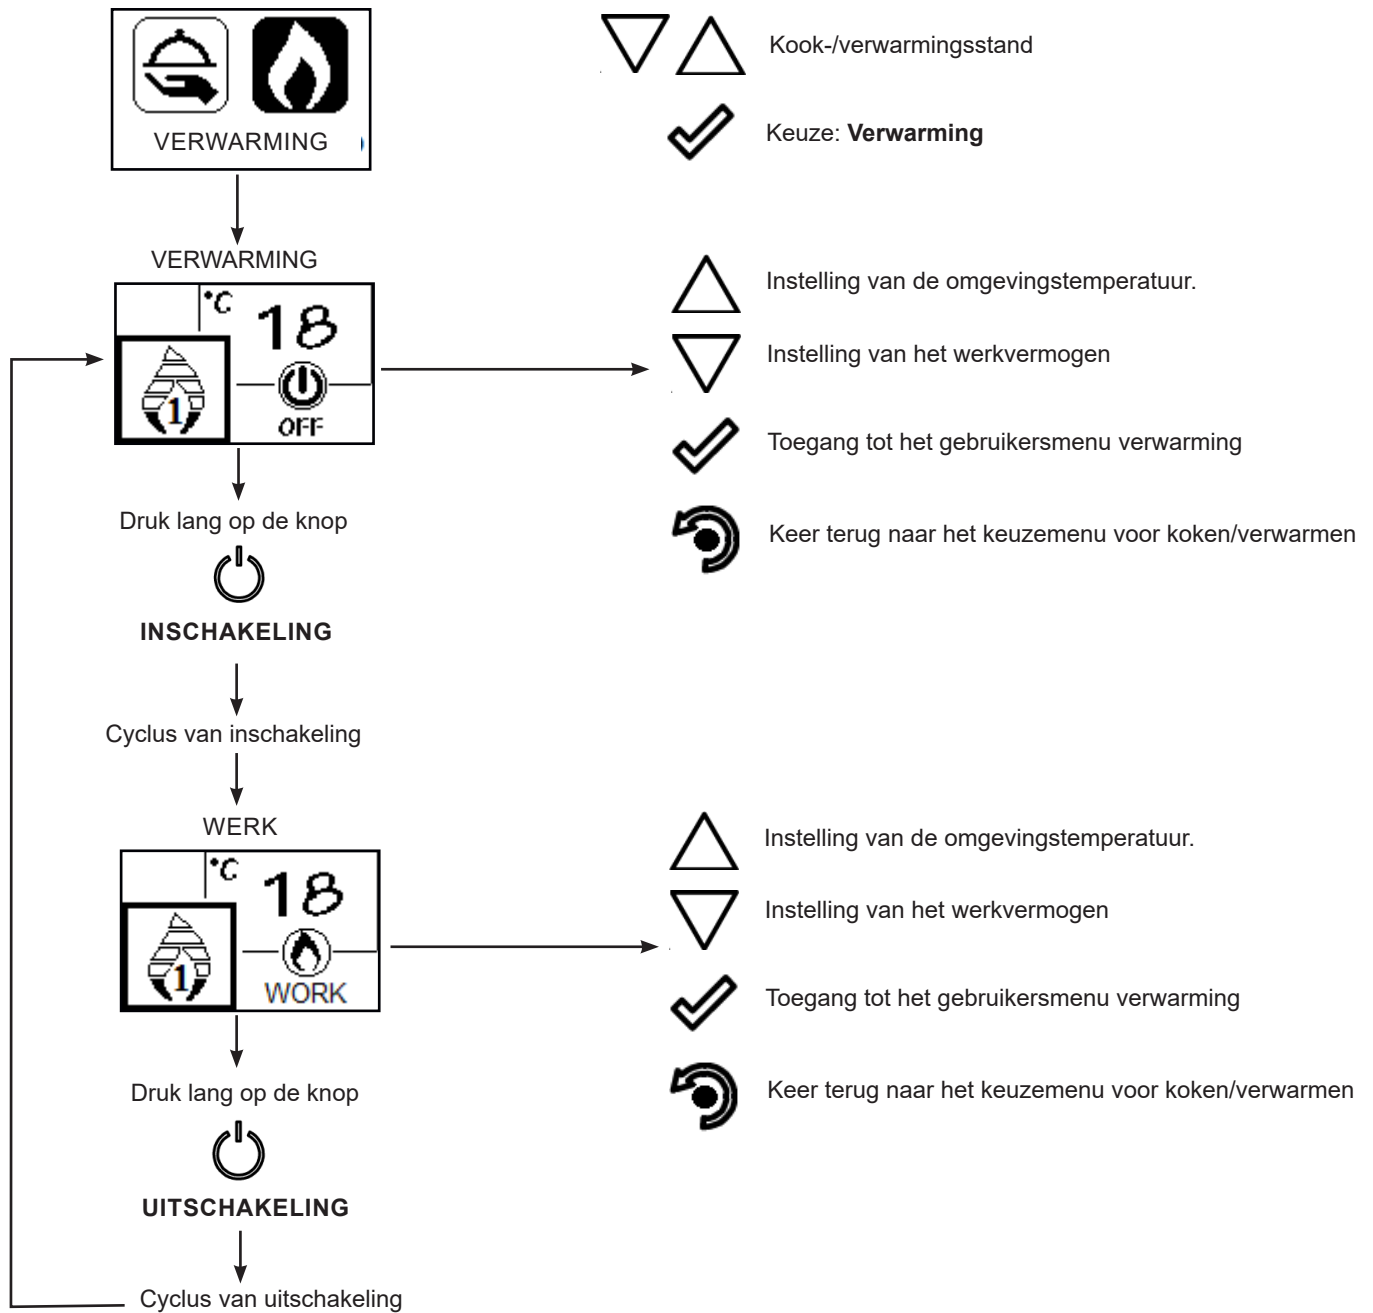 VERWARMING
Kook-/verwarmingsstand
Keuze: Verwarming
VERWARMING
°C 18
1
OFF
Instelling van de omgevingstemperatuur.
Instelling van het werkvermogen
Toegang tot het gebruikersmenu verwarming
Keer terug naar het keuzemenu voor koken/verwarmen
Druk lang op de knop
INSCHAKELING
Cyclus van inschakeling
WERK
°C 18
1
WORK
Instelling van de omgevingstemperatuur.
Instelling van het werkvermogen
Toegang tot het gebruikersmenu verwarming
Keer terug naar het keuzemenu voor koken/verwarmen
Druk lang op de knop
UITSCHAKELING
Cyclus van uitschakeling